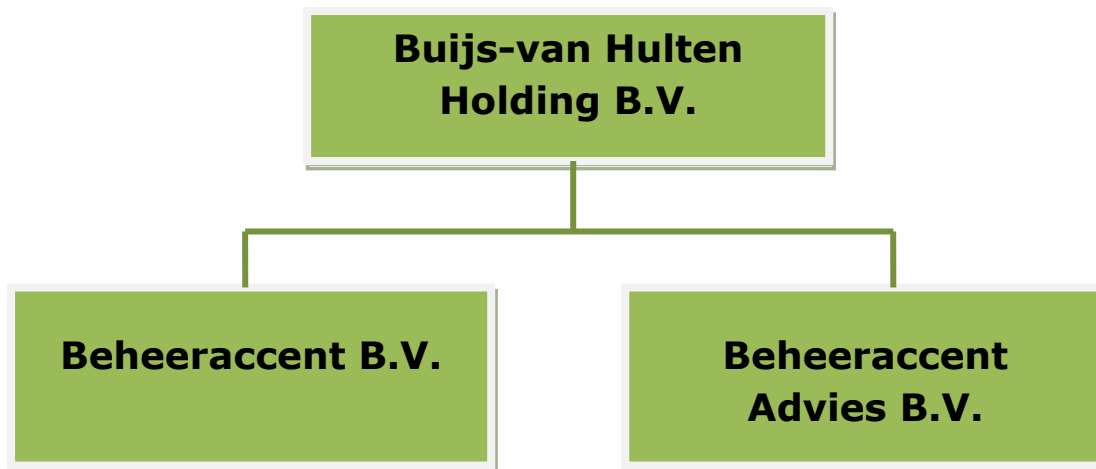 Buijs-van Hulten
Holding B.V.
Beheeraccent B.V.
Beheeraccent
Advies B.V.